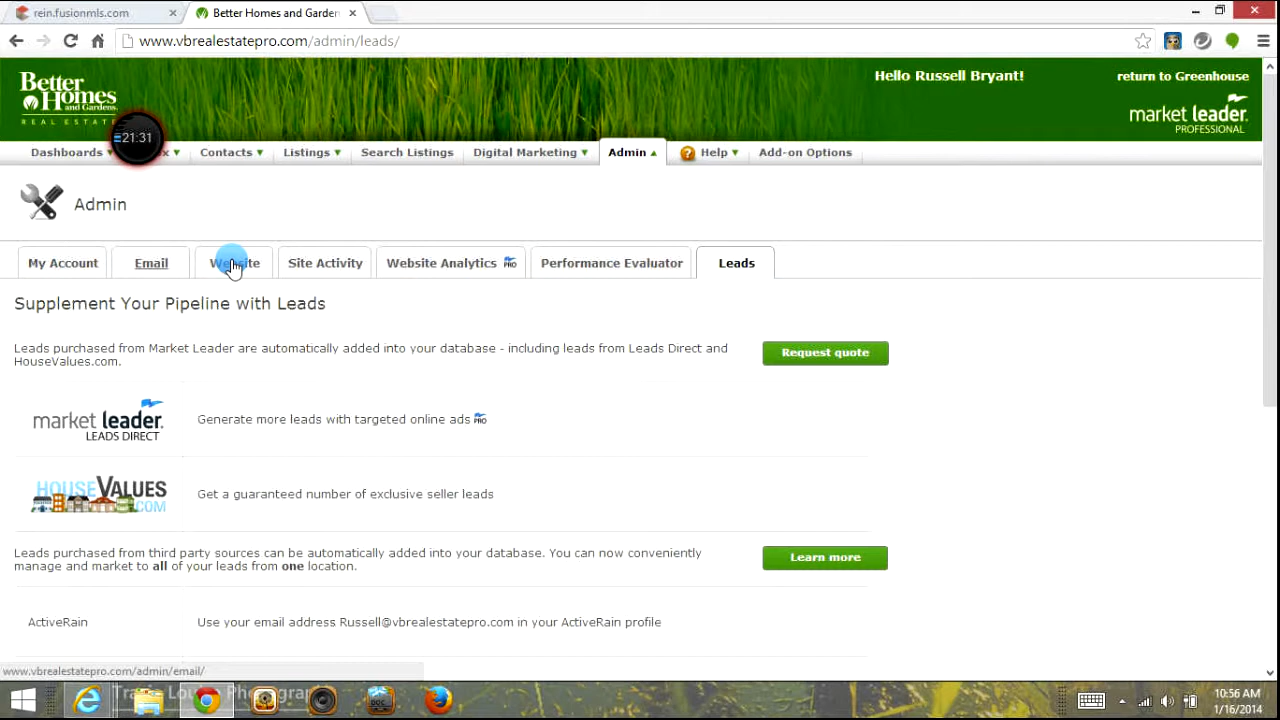 rein.fusionmls.com
Better Homes and Garden
www.vbrealestatepro.com/admin/leads/
Better Homes and Gardens REAL ESTATE
Hello Russell Bryant!
return to Greenhouse
market leader. PROFESSIONAL
21:31
Dashboards Contacts Listings Search Listings Digital Marketing Admin Help Add-on Options
Admin
My Account Email Website Site Activity Website Analytics PRO Performance Evaluator Leads
Supplement Your Pipeline with Leads
Leads purchased from Market Leader are automatically added into your database - including leads from Leads Direct and
HouseValues.com.
Request quote
market leader. LEADS DIRECT
Generate more leads with targeted online ads PRO
HOUSEVALUES.COM
Get a guaranteed number of exclusive seller leads
Leads purchased from third party sources can be automatically added into your database. You can now conveniently
manage and market to all of your leads from one location.
Learn more
ActiveRain
Use your email address Russell@vbrealestatepro.com in your ActiveRain profile
www.vbrealestatepro.com/admin/email/
10:56 AM
1/16/2014